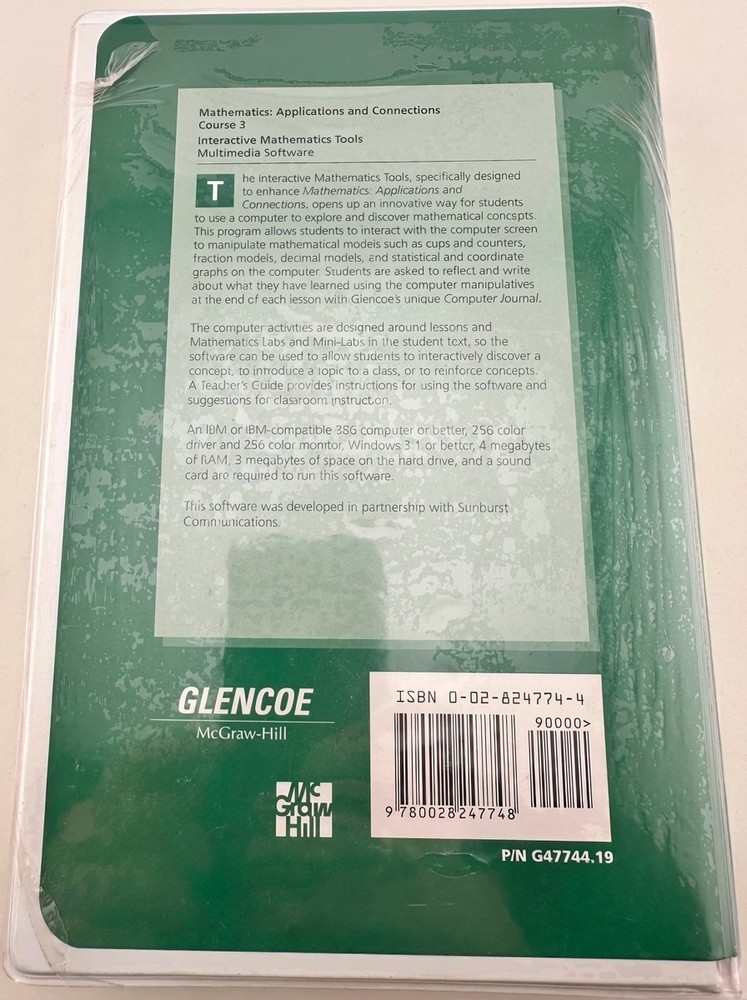 Mathematics: Applications and Connections
Course 3
Interactive Mathematics Tools
Multimedia Software
The interactive Mathematics Tools, specifically designed
to enhance Mathematics: Applications and
Connections, opens up an innovative way for students
to use a computer to explore and discover mathematical concepts.
This program allows students to interact with the computer screen
to manipulate mathematical models such as cups and counters,
fraction models, decimal models, and statistical and coordinate
graphs on the computer. Students are asked to reflect and write
about what they have learned using the computer manipulatives
at the end of each lesson with Glencoe's unique Computer Journal.
The computer activities are designed around lessons and
Mathematics Labs and Mini-Labs in the student text, so the
software can be used to allow students to interactively discover a
concept, to introduce a topic to a class, or to reinforce concepts.
A Teacher's Guide provides instructions for using the software and
suggestions for classroom instruction.
An IBM or IBM-compatible 386 computer or better, 256 color
driver and 256 color monitor, Windows 3.1 or better, 4 megabytes
of RAM, 3 megabytes of space on the hard drive, and a sound
card are required to run this software.
This software was developed in partnership with Sunburst
Communications.
GLENCOE
McGraw-Hill
Mc
Graw
Hill
ISBN 0-02-824774-4
90000>
9 780028 247748
P/N G47744.19